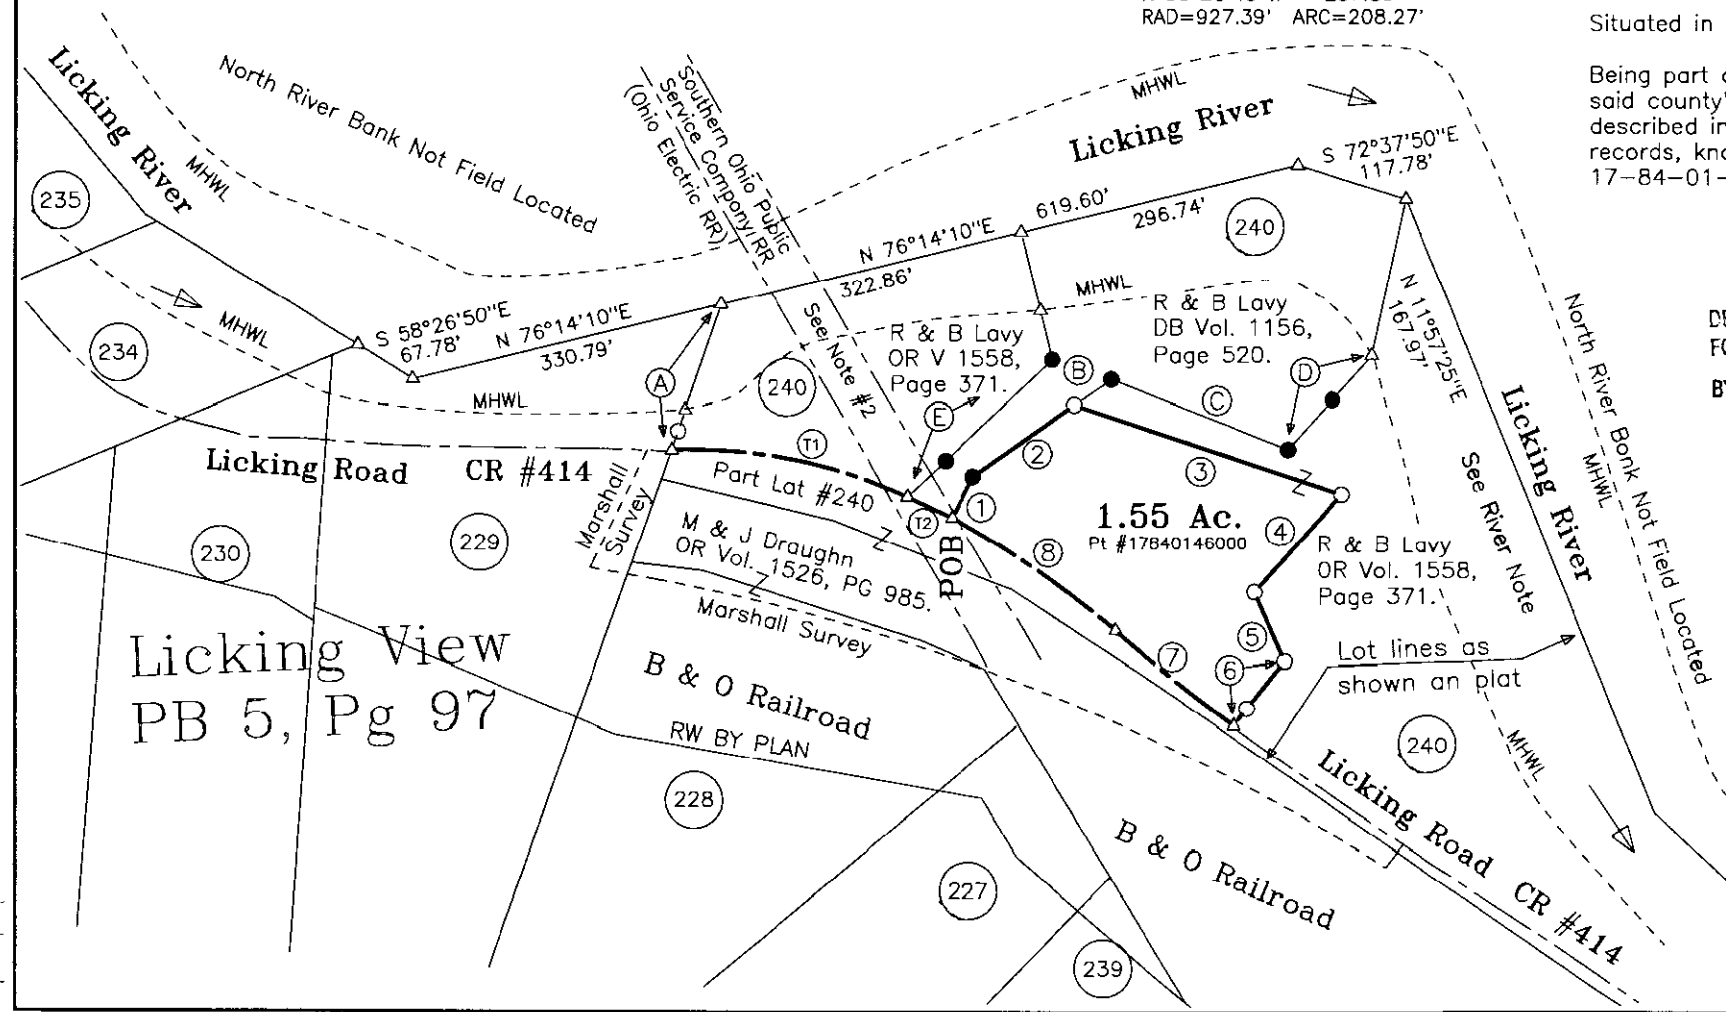 RAD=927.39' ARC=208.27'
Situated in
Being part
said county'
described in
records, kno
17-84-01-
Licking River
MHWL
North River Bank Not Field Located
Southern Ohio Public
Service Company RR
(Ohio Electric RR)
MHWL
Licking River
S 72°37'50"E
117.78'
235
N 76°14'10"E
619.60'
322.86'
296.74'
240
MHWL
S 58°26'50"E
67.78'
N 76°14'10"E
330.79'
MHWL
234
MHWL
A
240
See Note #2
R & B Lavy
OR V 1558,
Page 371.
R & B Lavy
DB Vol. 1156,
Page 520.
N 11°57'25"E
167.97'
North River Bank Not Field Located
MHWL
B
C
D
E
Licking River
See River Note
Licking Road CR #414
T1
Part Lat #240
T2
1
2
3
4
5
6
7
8
1.55 Ac.
Pt #17840146000
POB
R & B Lavy
OR Vol. 1558,
Page 371.
Marshall
Survey
M & J Draughn
OR Vol. 1526, PG 985.
Marshall Survey
230
229
Licking View
PB 5, Pg 97
B & O Railroad
RW BY PLAN
228
Lot lines as
shown an plat
240
MHWL
Licking Road CR #414
B & O Railroad
227
239